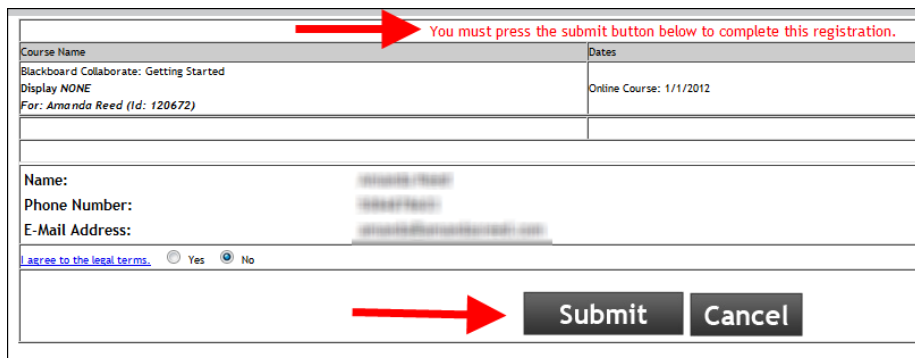 You must press the submit button below to complete this registration.
Course Name Dates
Blackboard Collaborate: Getting Started
Display NONE
Online Course: 1/1/2012
For: Amanda Reed (Id: 120672)
Name:
Phone Number:
E-Mail Address:
I agree to the legal terms. Yes No
Submit Cancel